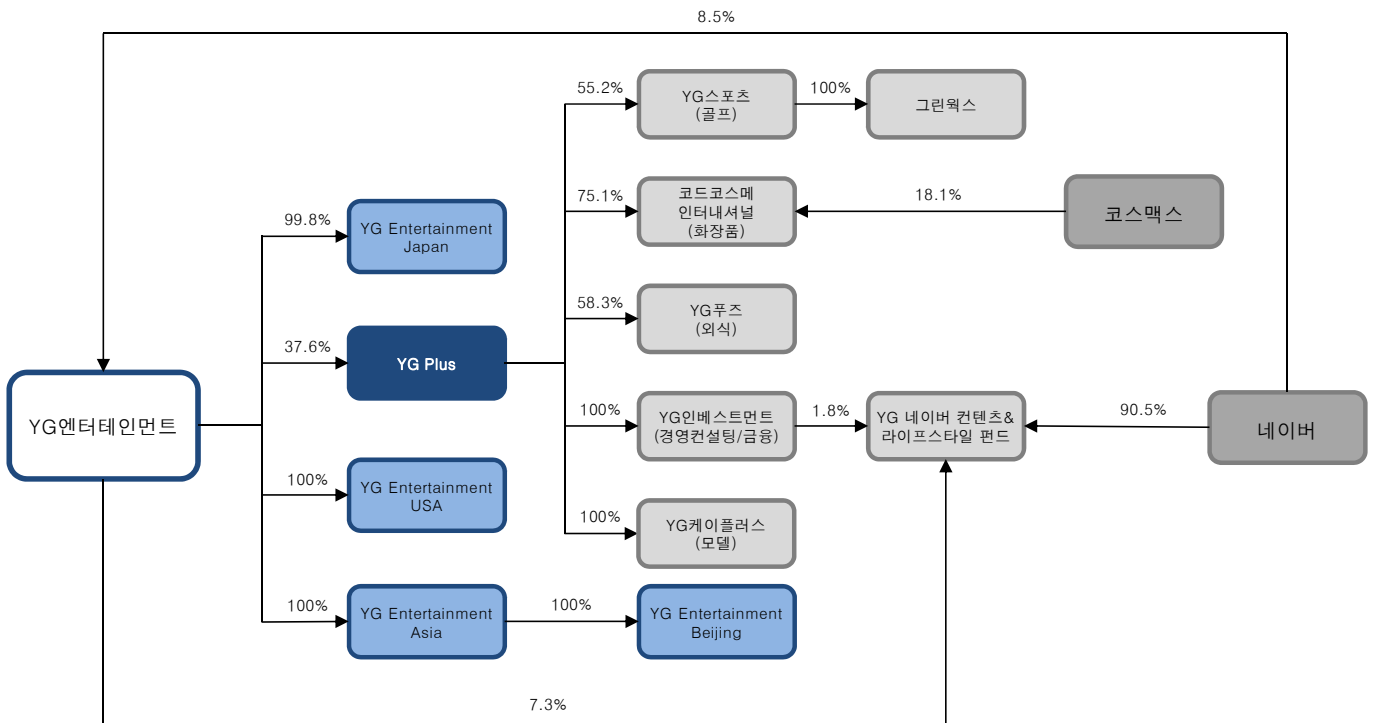 8.5%
55.2%
YG스포츠
(골프)
100%
그린웍스
75.1%
코드코스메
인터내셔널
(화장품)
18.1%
코스맥스
99.8%
YG Entertainment
Japan
58.3%
YG푸즈
(외식)
37.6%
YG Plus
YG엔터테인먼트
100%
YG인베스트먼트
(경영컨설팅/금융)
1.8%
YG 네이버 컨텐츠&
라이프스타일 펀드
90.5%
네이버
100%
YG Entertainment
USA
100%
YG케이플러스
(모델)
100%
YG Entertainment
Asia
100%
YG Entertainment
Beijing
7.3%